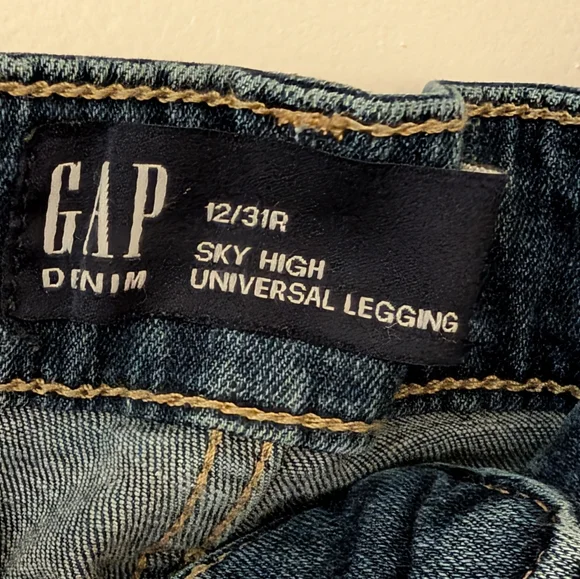 GAP
DENIM
12/31R
SKY HIGH
UNIVERSAL LEGGING